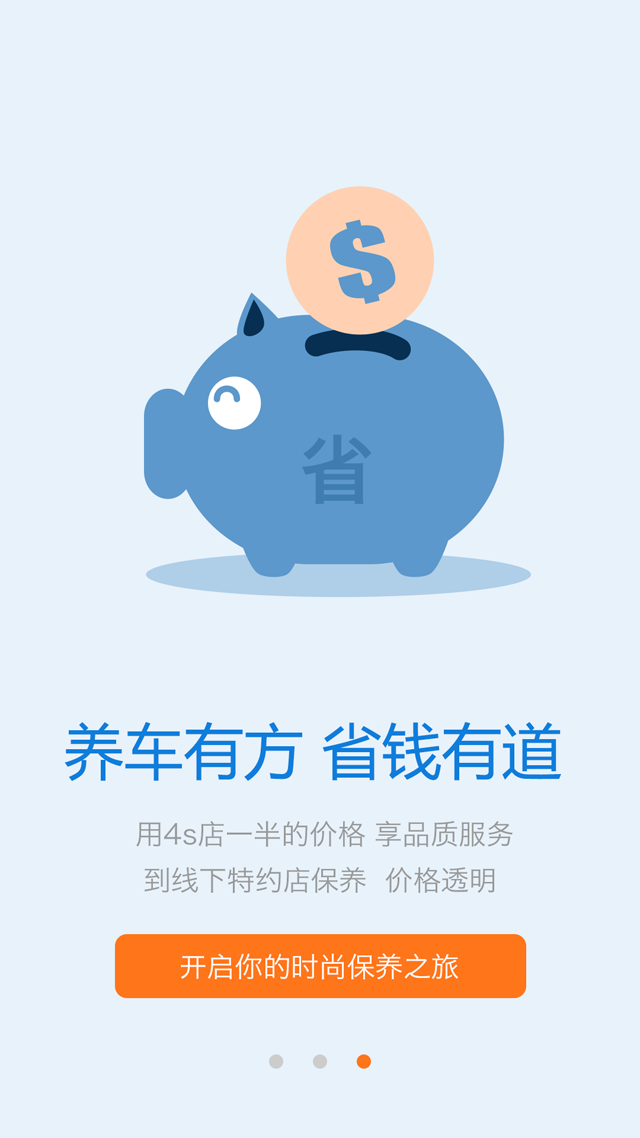 $
省
养车有方 省钱有道
用4s店一半的价格 享品质服务
到线下特约店保养 价格透明
开启你的时尚保养之旅